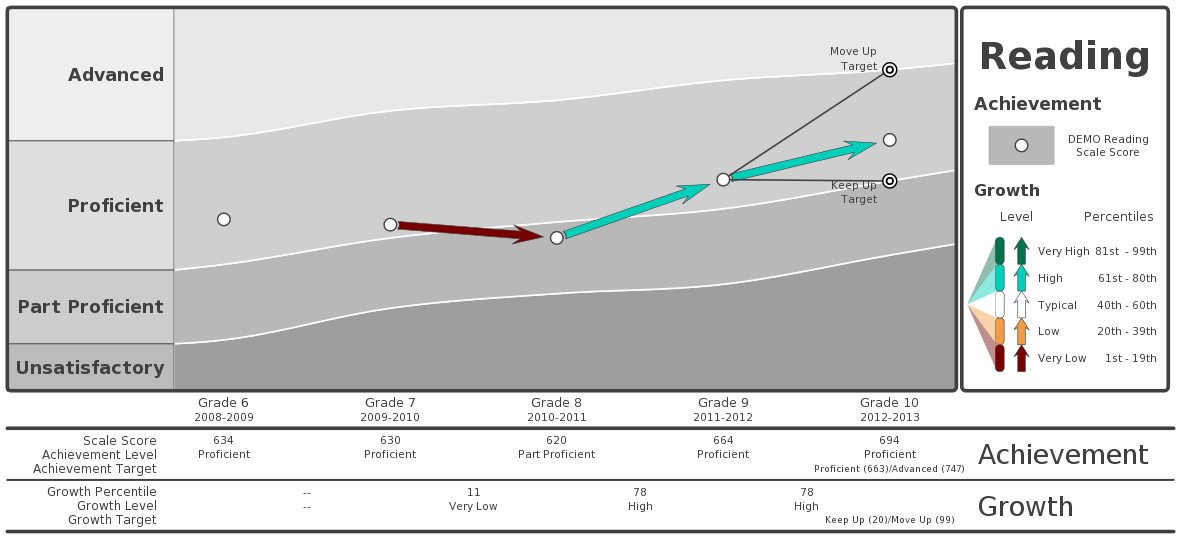 Advanced
Proficient
Part Proficient
Unsatisfactory
Move Up
Target
Keep Up
Target
Reading
Achievement
DEMO Reading
Scale Score
Growth
Level Percentiles
Very High 81st - 99th
High 61st - 80th
Typical 40th - 60th
Low 20th - 39th
Very Low 1st - 19th
Grade 6 Grade 7 Grade 8 Grade 9 Grade 10
2008-2009 2009-2010 2010-2011 2011-2012 2012-2013
Scale Score 634 630 620 664 694
Achievement Level Proficient Proficient Part Proficient Proficient Proficient
Achievement Target Proficient (663)/Advanced (747)
Achievement
Growth Percentile -- 11 78 78
Growth Level -- Very Low High High
Growth Target Keep Up (20)/Move Up (99)
Growth